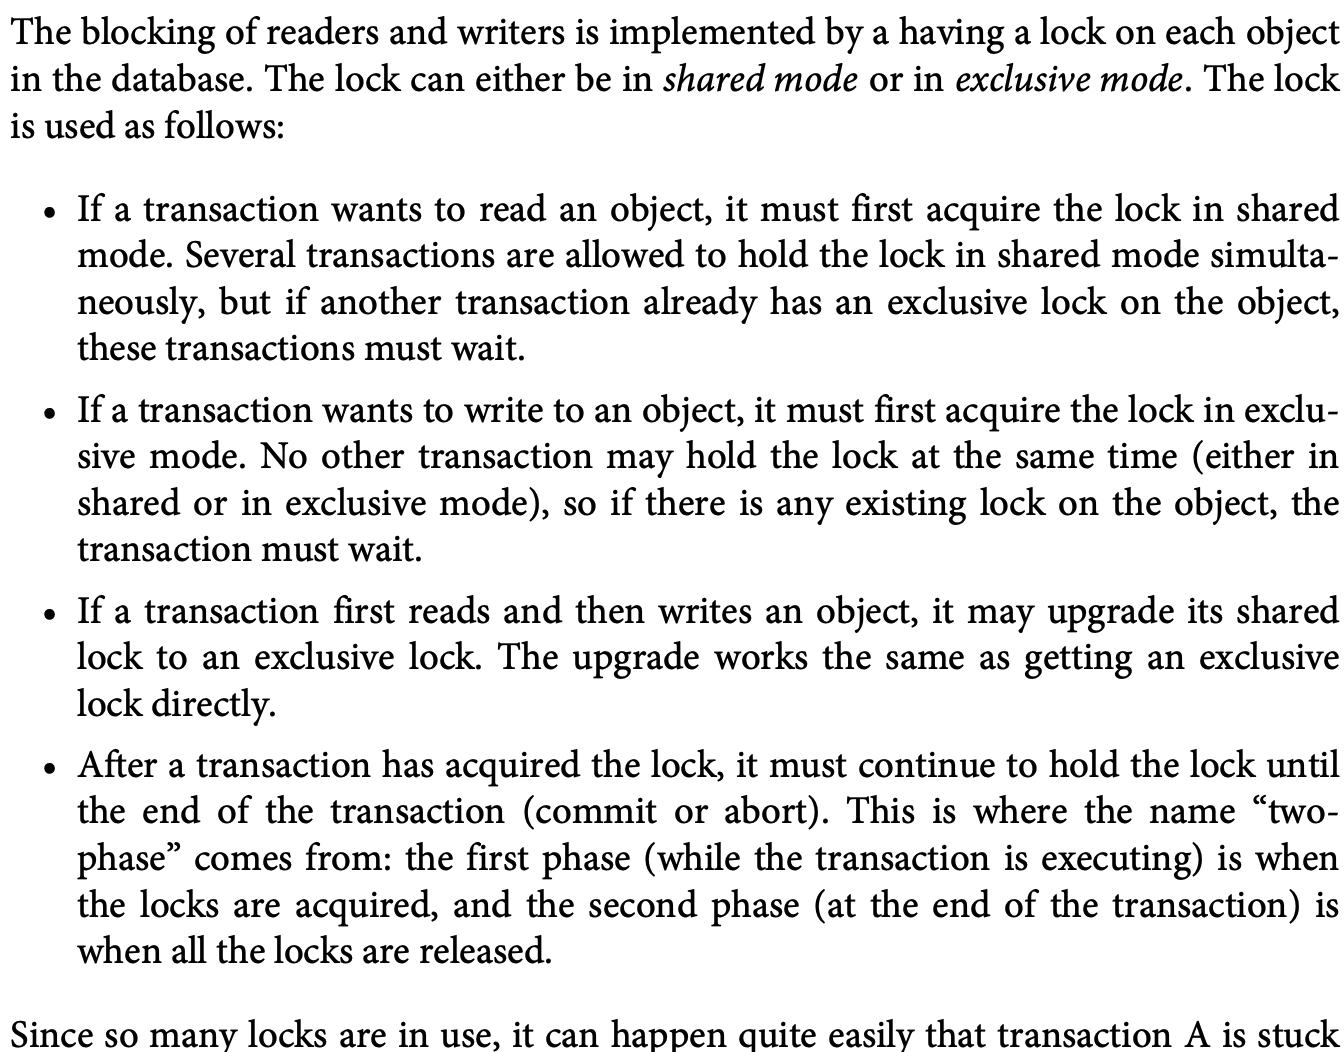 The blocking of readers and writers is implemented by a having a lock on each object
in the database. The lock can either be in shared mode or in exclusive mode. The lock
is used as follows:
• If a transaction wants to read an object, it must first acquire the lock in shared
mode. Several transactions are allowed to hold the lock in shared mode simulta-
neously, but if another transaction already has an exclusive lock on the object,
these transactions must wait.
• If a transaction wants to write to an object, it must first acquire the lock in exclu-
sive mode. No other transaction may hold the lock at the same time (either in
shared or in exclusive mode), so if there is any existing lock on the object, the
transaction must wait.
• If a transaction first reads and then writes an object, it may upgrade its shared
lock to an exclusive lock. The upgrade works the same as getting an exclusive
lock directly.
• After a transaction has acquired the lock, it must continue to hold the lock until
the end of the transaction (commit or abort). This is where the name “two-
phase” comes from: the first phase (while the transaction is executing) is when
the locks are acquired, and the second phase (at the end of the transaction) is
when all the locks are released.
Since so many locks are in use, it can happen quite easily that transaction A is stuck